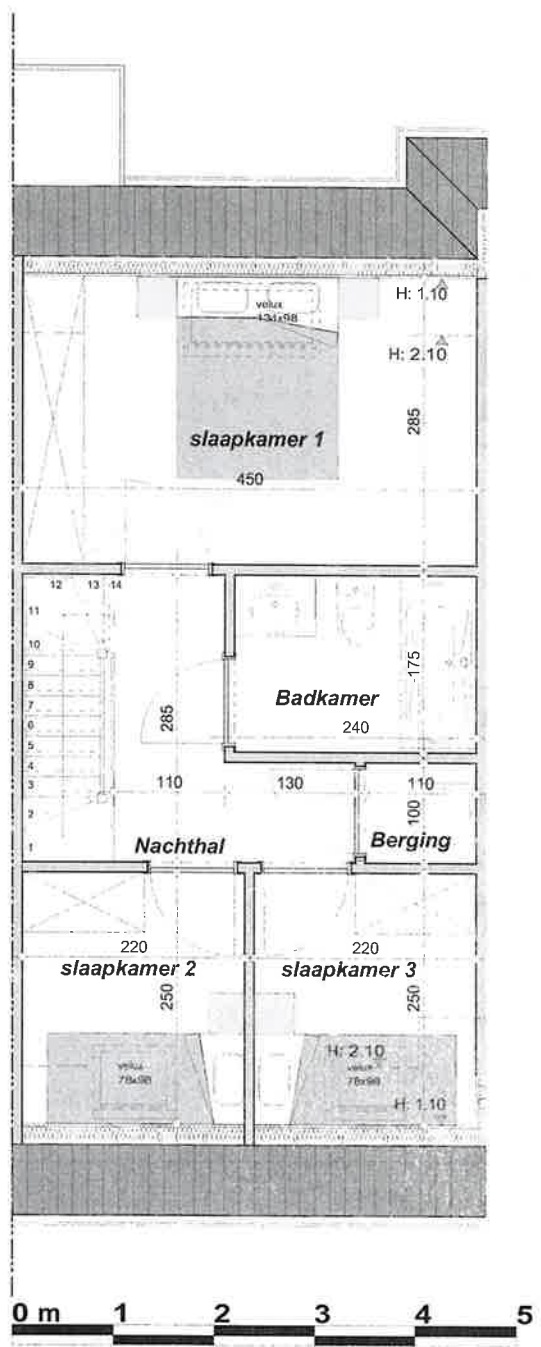 velux
134x98
H: 1.10
H: 2.10
285
slaapkamer 1
450
12 13 14
11
10
9
8
7
6
5
4
3
2
1
285
175
Badkamer
240
110 130 110
100
Nachthal Berging
220 220
slaapkamer 2 slaapkamer 3
250 250
H: 2.10
velux velux
78x98 78x98
H: 1.10
0 m 1 2 3 4 5